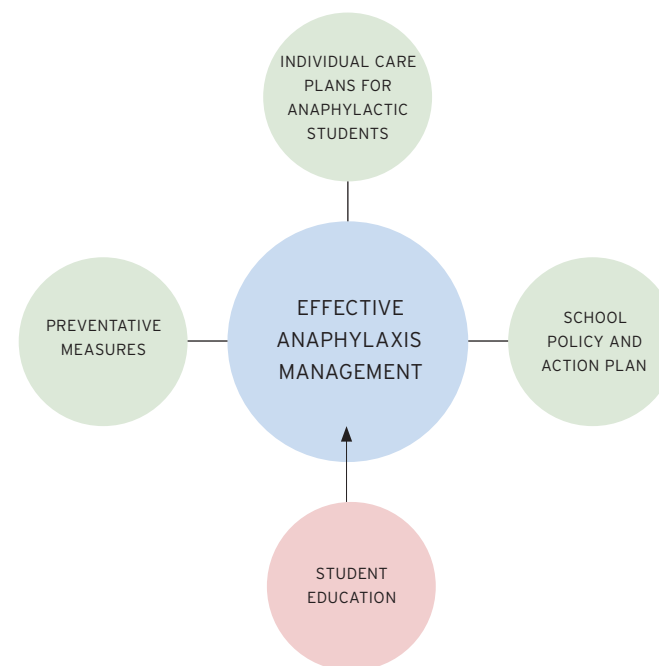 INDIVIDUAL CARE
PLANS FOR
ANAPHYLACTIC
STUDENTS
PREVENTATIVE
MEASURES
EFFECTIVE
ANAPHYLAXIS
MANAGEMENT
SCHOOL
POLICY AND
ACTION PLAN
STUDENT
EDUCATION